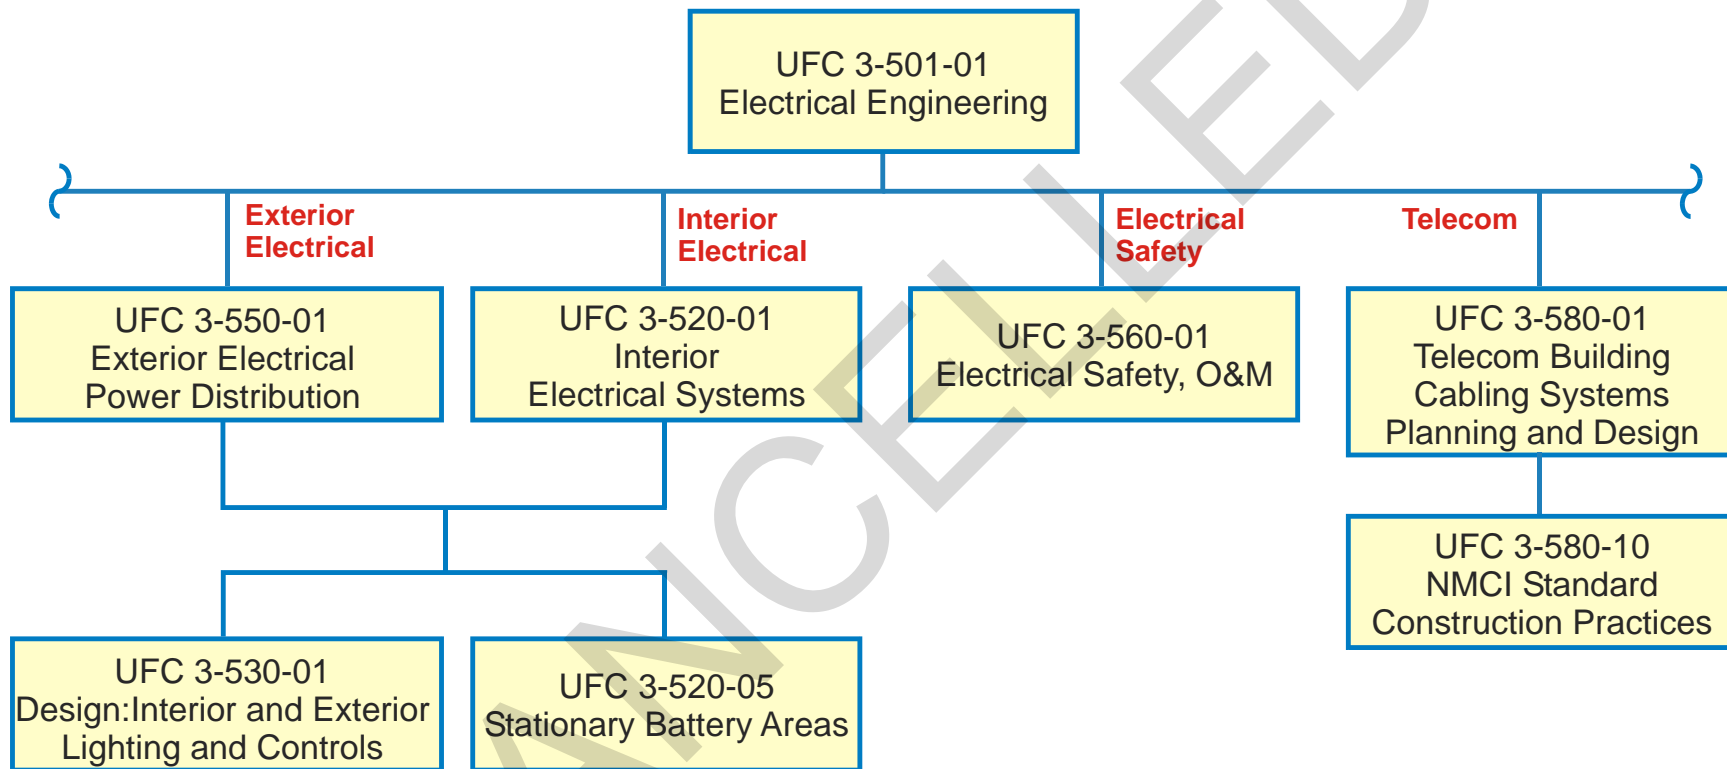 UFC 3-501-01
Electrical Engineering
Exterior
Electrical
Interior
Electrical
Electrical
Safety
Telecom
UFC 3-550-01
Exterior Electrical
Power Distribution
UFC 3-520-01
Interior
Electrical Systems
UFC 3-560-01
Electrical Safety, O&M
UFC 3-580-01
Telecom Building
Cabling Systems
Planning and Design
UFC 3-580-10
NMCI Standard
Construction Practices
UFC 3-530-01
Design:Interior and Exterior
Lighting and Controls
UFC 3-520-05
Stationary Battery Areas
ANCELLED